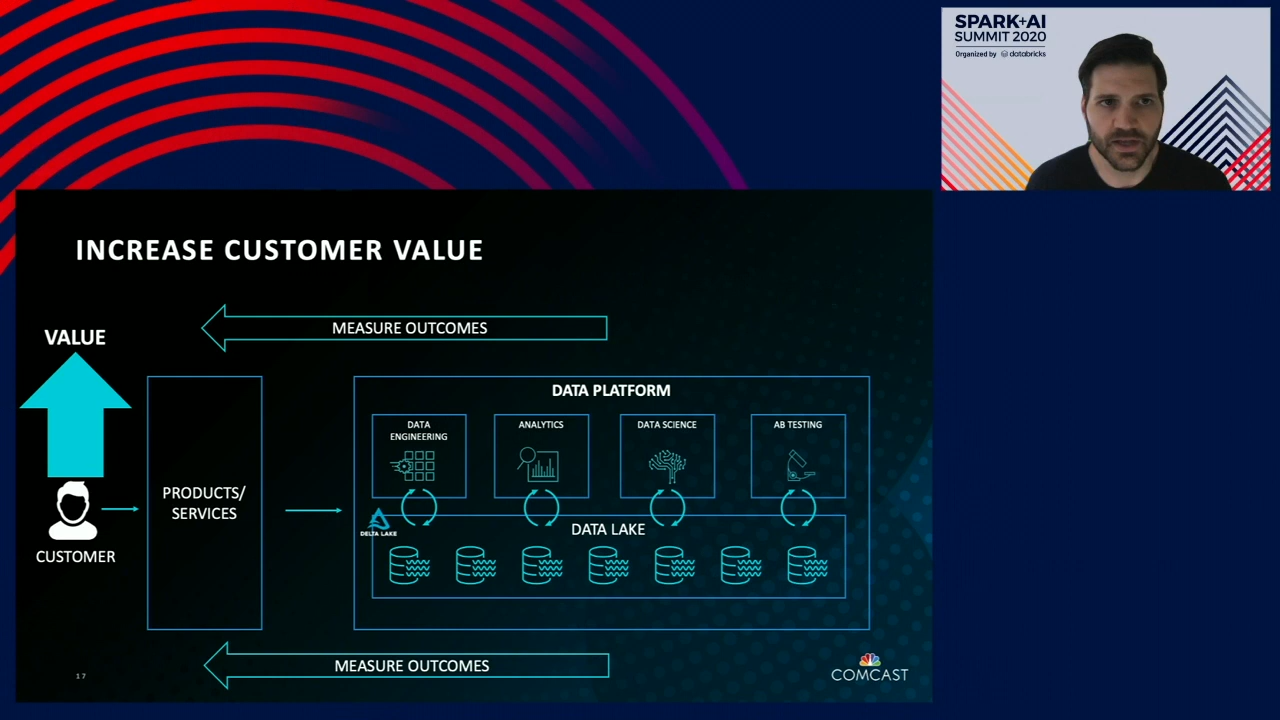 SPARK+AI
SUMMIT 2020
Organized by databricks
INCREASE CUSTOMER VALUE
MEASURE OUTCOMES
VALUE
DATA PLATFORM
DATA
ENGINEERING
ANALYTICS
DATA SCIENCE
AB TESTING
PRODUCTS/
SERVICES
DELTA LAKE
DATA LAKE
CUSTOMER
MEASURE OUTCOMES
17
COMCAST